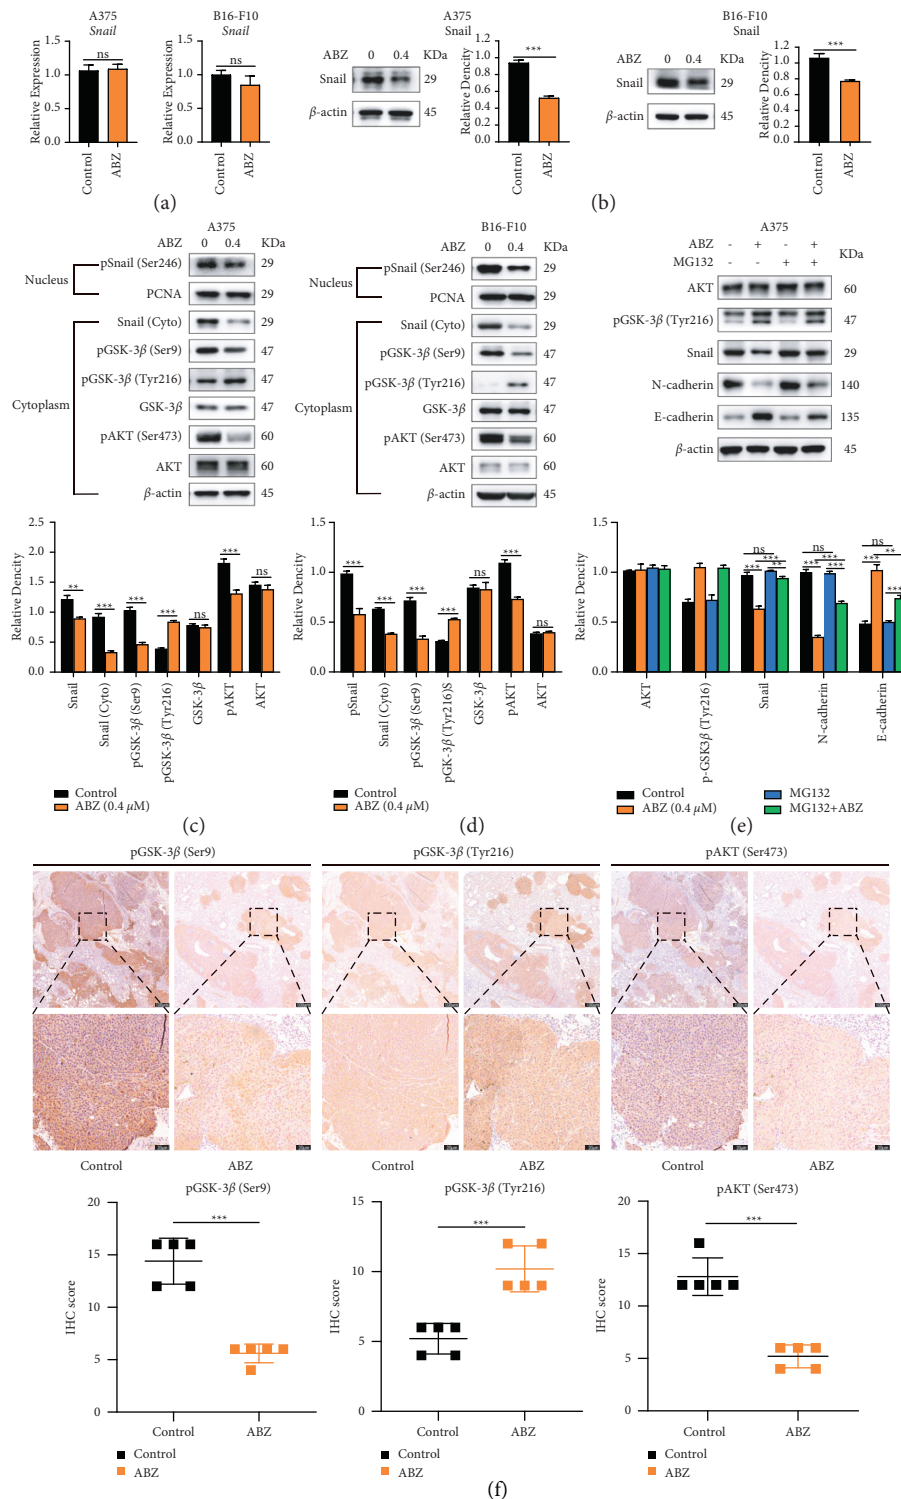 A375
Snail
ns
Relative Expression
1.5
1.0
0.5
0.0
Control
ABZ
B16-F10
Snail
ns
Relative Expression
1.5
1.0
0.5
0.0
Control
ABZ
(a)
A375
Snail
ABZ 0 0.4 KDa
Snail 29
β-actin 45
***
Relative Dencity
1.2
1.0
0.8
0.6
0.4
0.2
0.0
Control
ABZ
B16-F10
Snail
ABZ 0 0.4 KDa
Snail 29
β-actin 45
***
Relative Density
1.2
1.0
0.8
0.6
0.4
0.2
0.0
Control
ABZ
(b)
A375
ABZ 0 0.4 KDa
Nucleus
pSnail (Ser246) 29
PCNA 29
Cytoplasm
Snail (Cyto) 29
pGSK-3β (Ser9) 47
pGSK-3β (Tyr216) 47
GSK-3β 47
pAKT (Ser473) 60
AKT 60
β-actin 45
Relative Density
2.5
2.0
1.5
1.0
0.5
0.0
** *** *** *** ns *** ns
Snail
Snail (Cyto)
pGSK-3β (Ser9)
pGSK-3β (Tyr216)
GSK-3β
pAKT
AKT
Control
ABZ (0.4 μM)
(c)
B16-F10
ABZ 0 0.4 KDa
Nucleus
pSnail (Ser246) 29
PCNA 29
Cytoplasm
Snail (Cyto) 29
pGSK-3β (Ser9) 47
pGSK-3β (Tyr216) 47
GSK-3β 47
pAKT (Ser473) 60
AKT 60
β-actin 45
Relative Density
1.5
1.0
0.5
0.0
*** *** *** *** ns *** ns
pSnail
Snail (Cyto)
pGSK-3β (Ser9)
pGK-3β (Tyr216)S
GSK-3β
pAKT
AKT
Control
ABZ (0.4 μM)
(d)
A375
ABZ - + - +
MG132 - - + +
KDa
AKT 60
pGSK-3β (Tyr216) 47
Snail 29
N-cadherin 140
E-cadherin 135
β-actin 45
Relative Density
1.5
1.0
0.5
0.0
ns
***
*** **
ns
***
*** ***
ns
**
*** ***
AKT
p-GSK3β (Tyr216)
Snail
N-cadherin
E-cadherin
Control
ABZ (0.4 μM)
MG132
MG132+ABZ
(e)
pGSK-3β (Ser9)
pGSK-3β (Tyr216)
pAKT (Ser473)
Control
ABZ
Control
ABZ
Control
ABZ
pGSK-3β (Ser9)
***
IHC score
20
15
10
5
0
Control
ABZ
Control
ABZ
pGSK-3β (Tyr216)
***
IHC score
15
10
5
0
Control
ABZ
Control
ABZ
pAKT (Ser473)
***
IHC score
20
15
10
5
0
Control
ABZ
Control
ABZ
(f)